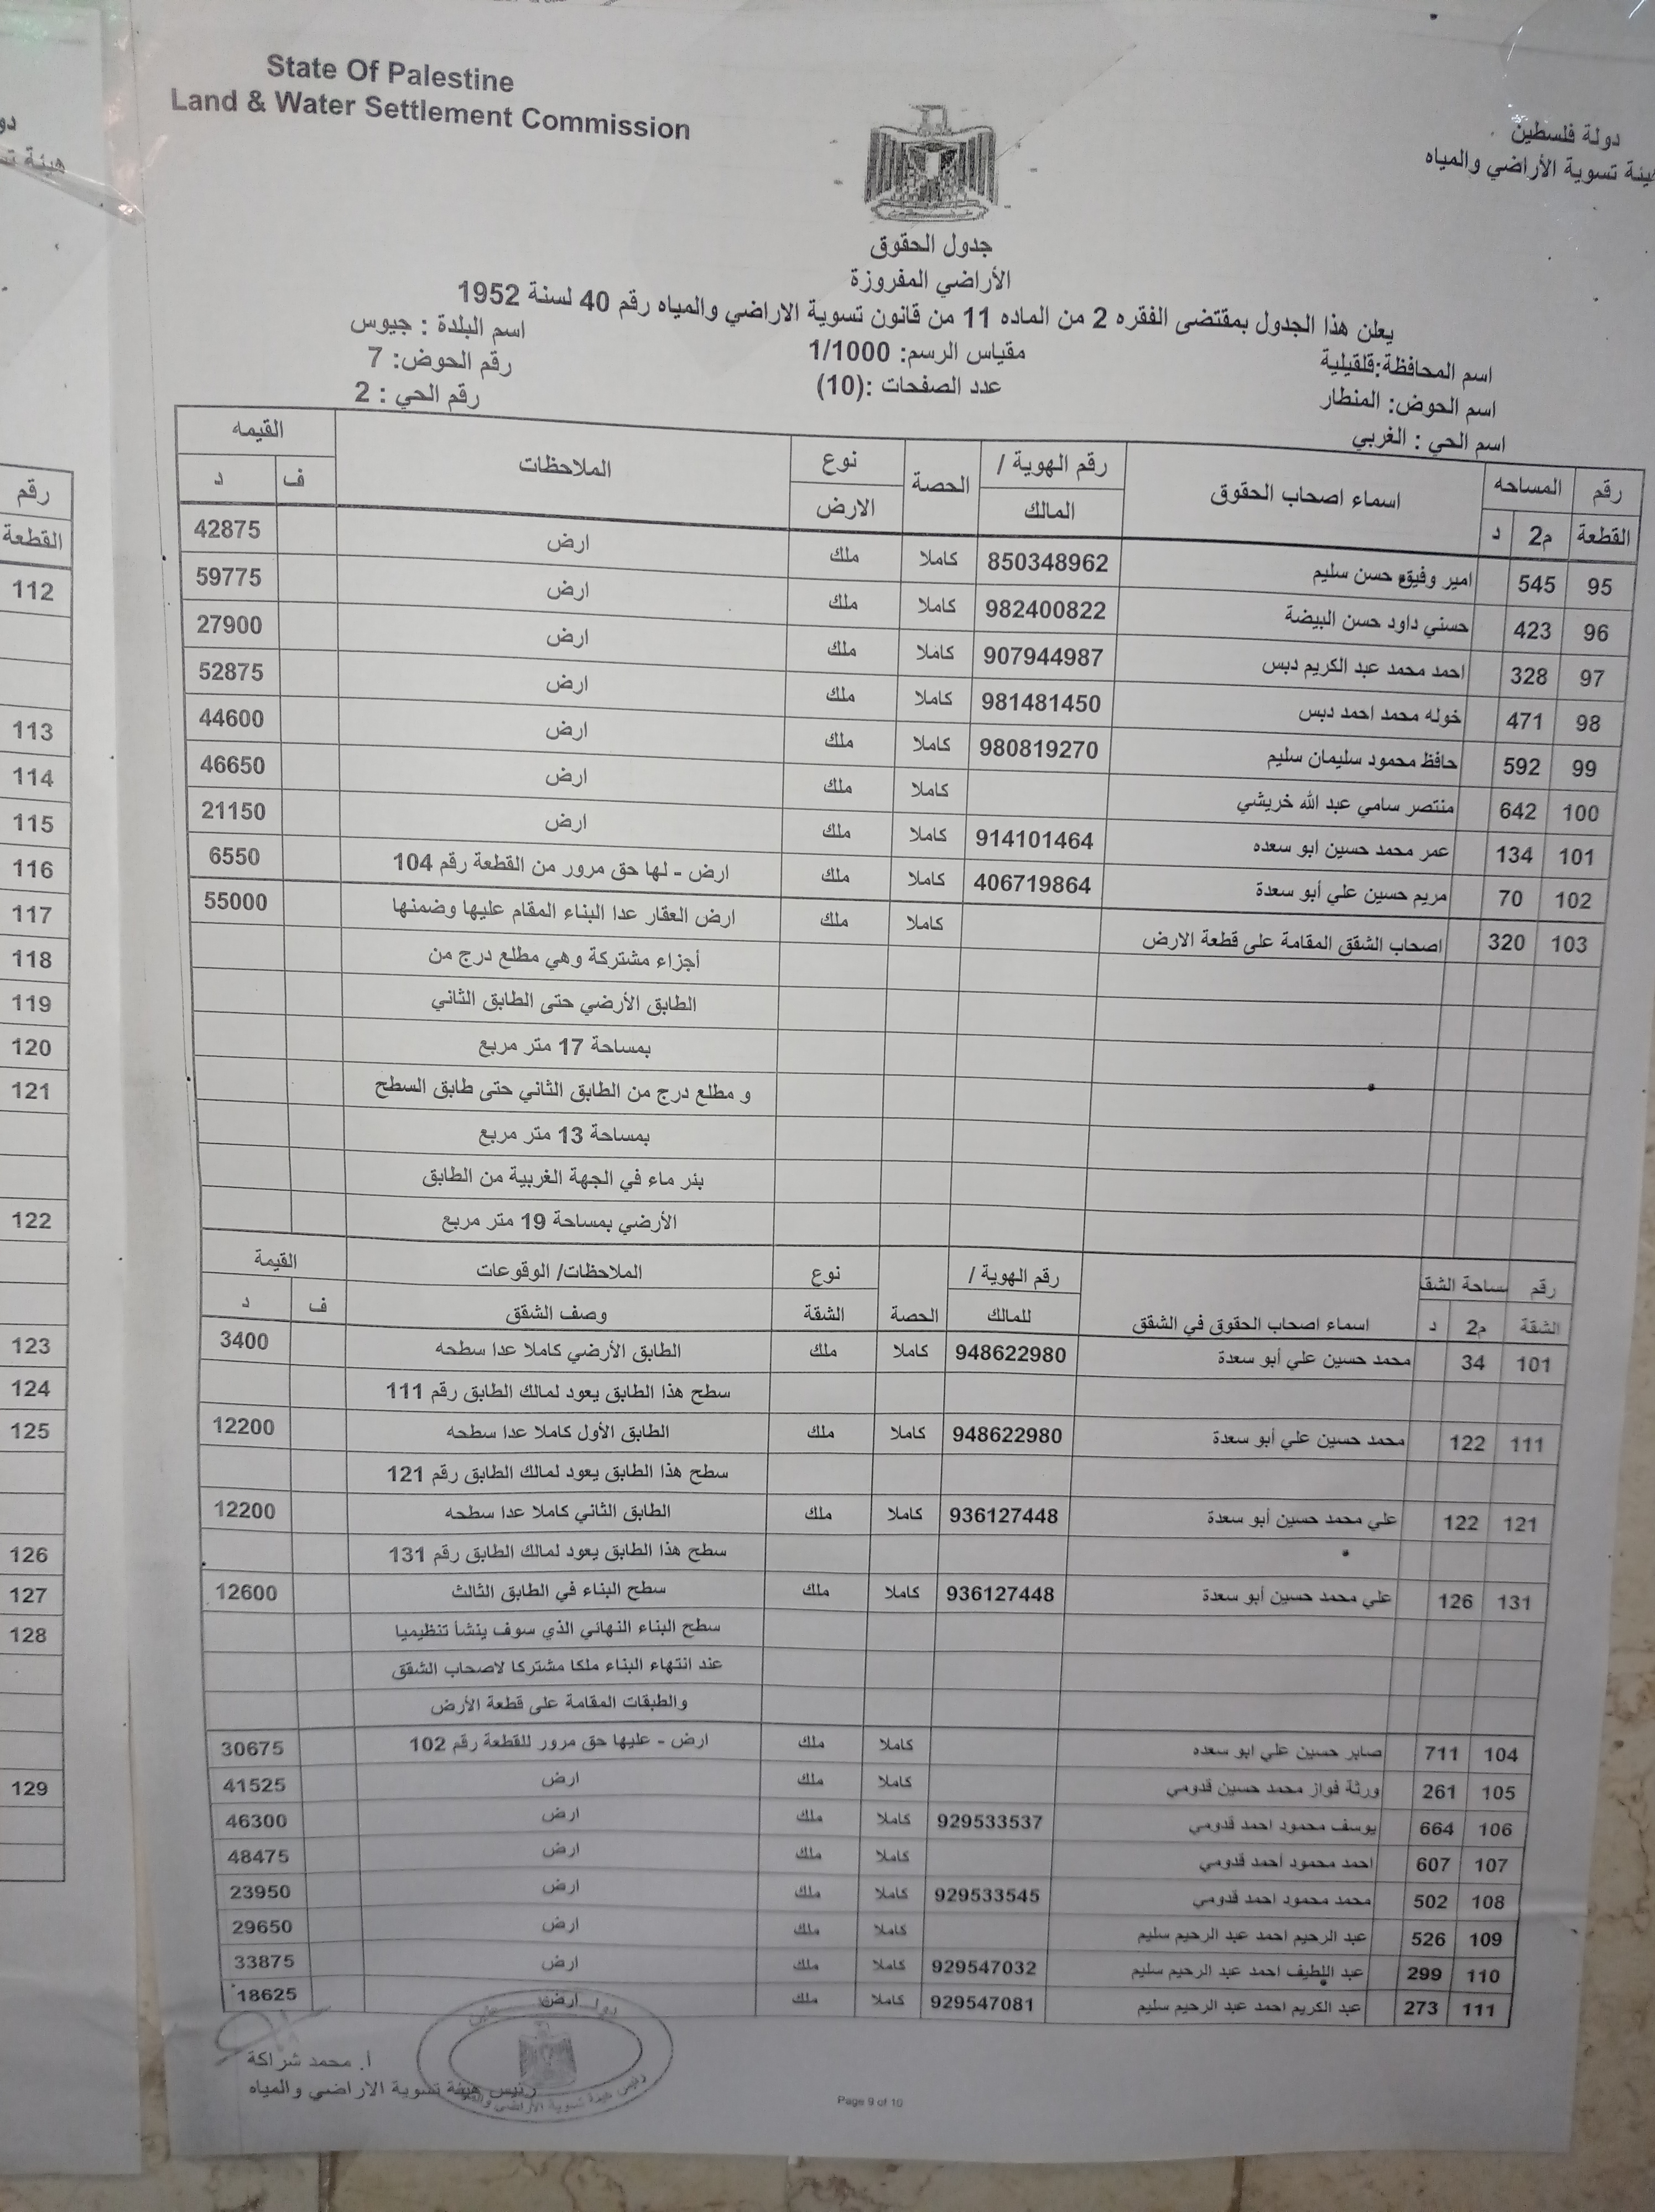 State Of Palestine
Land & Water Settlement Commission
دولة فلسطين
هيئة تسوية الأراضي والمياه
جدول الحقوق
الأراضي المفروزة
يعلن هذا الجدول بمقتضى الفقره 2 من الماده 11 من قانون تسوية الاراضي والمياه رقم 40 لسنة 1952
اسم المحافظة:قلقيلية مقياس الرسم: 1/1000 اسم البلدة : جيوس
اسم الحوض: المنطار عدد الصفحات :(10) رقم الحوض: 7
اسم الحي : الغربي رقم الحي : 2
رقم المساحه اسماء اصحاب الحقوق رقم الهوية / الحصة نوع الملاحظات القيمه
القطعة م2 د المالك الارض ف د
95 545 امير وفيق حسن سليم 850348962 كاملا ملك ارض 42875
96 423 حسني داود حسن البيضة 982400822 كاملا ملك ارض 59775
97 328 احمد محمد عبد الكريم دبس 907944987 كاملا ملك ارض 27900
98 471 خوله محمد احمد دبس 981481450 كاملا ملك ارض 52875
99 592 حافظ محمود سليمان سليم 980819270 كاملا ملك ارض 44600
100 642 منتصر سامي عبد الله خريشي كاملا ملك ارض 46650
101 134 عمر محمد حسين ابو سعده 914101464 كاملا ملك ارض 21150
102 70 مريم حسين علي أبو سعدة 406719864 كاملا ملك ارض - لها حق مرور من القطعة رقم 104 6550
103 320 اصحاب الشقق المقامة على قطعة الارض كاملا ملك ارض العقار عدا البناء المقام عليها وضمنها 55000
أجزاء مشتركة وهي مطلع درج من
الطابق الأرضي حتى الطابق الثاني
بمساحة 17 متر مربع
و مطلع درج من الطابق الثاني حتى طابق السطح
بمساحة 13 متر مربع
بئر ماء في الجهة الغربية من الطابق
الأرضي بمساحة 19 متر مربع
رقم مساحة الشقة اسماء اصحاب الحقوق في الشقق رقم الهوية / الحصة نوع الملاحظات/ الوقوعات القيمة
الشقة م2 د للمالك الشقة وصف الشقق ف د
101 34 محمد حسين علي أبو سعدة 948622980 كاملا ملك الطابق الأرضي كاملا عدا سطحه 3400
سطح هذا الطابق يعود لمالك الطابق رقم 111
111 122 محمد حسين علي أبو سعدة 948622980 كاملا ملك الطابق الأول كاملا عدا سطحه 12200
سطح هذا الطابق يعود لمالك الطابق رقم 121
121 122 علي محمد حسين أبو سعدة 936127448 كاملا ملك الطابق الثاني كاملا عدا سطحه 12200
سطح هذا الطابق يعود لمالك الطابق رقم 131
131 126 علي محمد حسين أبو سعدة 936127448 كاملا ملك سطح البناء في الطابق الثالث 12600
سطح البناء النهائي الذي سوف ينشأ تنظيميا
عند انتهاء البناء ملكا مشتركا لاصحاب الشقق
والطبقات المقامة على قطعة الأرض
104 711 صابر حسين علي ابو سعده كاملا ملك ارض - عليها حق مرور للقطعة رقم 102 30675
105 261 ورثة فواز محمد حسين قدومي كاملا ملك ارض 41525
106 664 يوسف محمود احمد قدومي 929533537 كاملا ملك ارض 46300
107 607 احمد محمود أحمد قدومي كاملا ملك ارض 48475
108 502 محمد محمود احمد قدومي 929533545 كاملا ملك ارض 23950
109 526 عبد الرحيم احمد عبد الرحيم سليم كاملا ملك ارض 29650
110 299 عبد اللطيف احمد عبد الرحيم سليم 929547032 كاملا ملك ارض 33875
111 273 عبد الكريم احمد عبد الرحيم سليم 929547081 كاملا ملك ارض 18625
أ. محمد شراكة
رئيس هيئة تسوية الاراضي والمياه
Page 9 of 10
رقم
القطعة
112
113
114
115
116
117
118
119
120
121
122
123
124
125
126
127
128
129